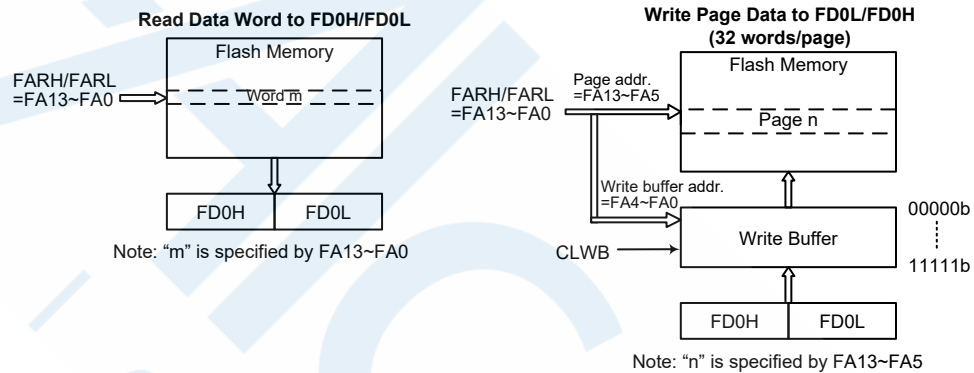 Read Data Word to FD0H/FD0L
Flash Memory
FARH/FARL
=FA13~FA0
Word m
FD0H
FD0L
Note: “m” is specified by FA13~FA0
Write Page Data to FD0L/FD0H
(32 words/page)
Flash Memory
FARH/FARL
=FA13~FA0
Page addr.
=FA13~FA5
Page n
Write buffer addr.
=FA4~FA0
CLWB
Write Buffer
00000b
11111b
FD0H
FD0L
Note: “n” is specified by FA13~FA5